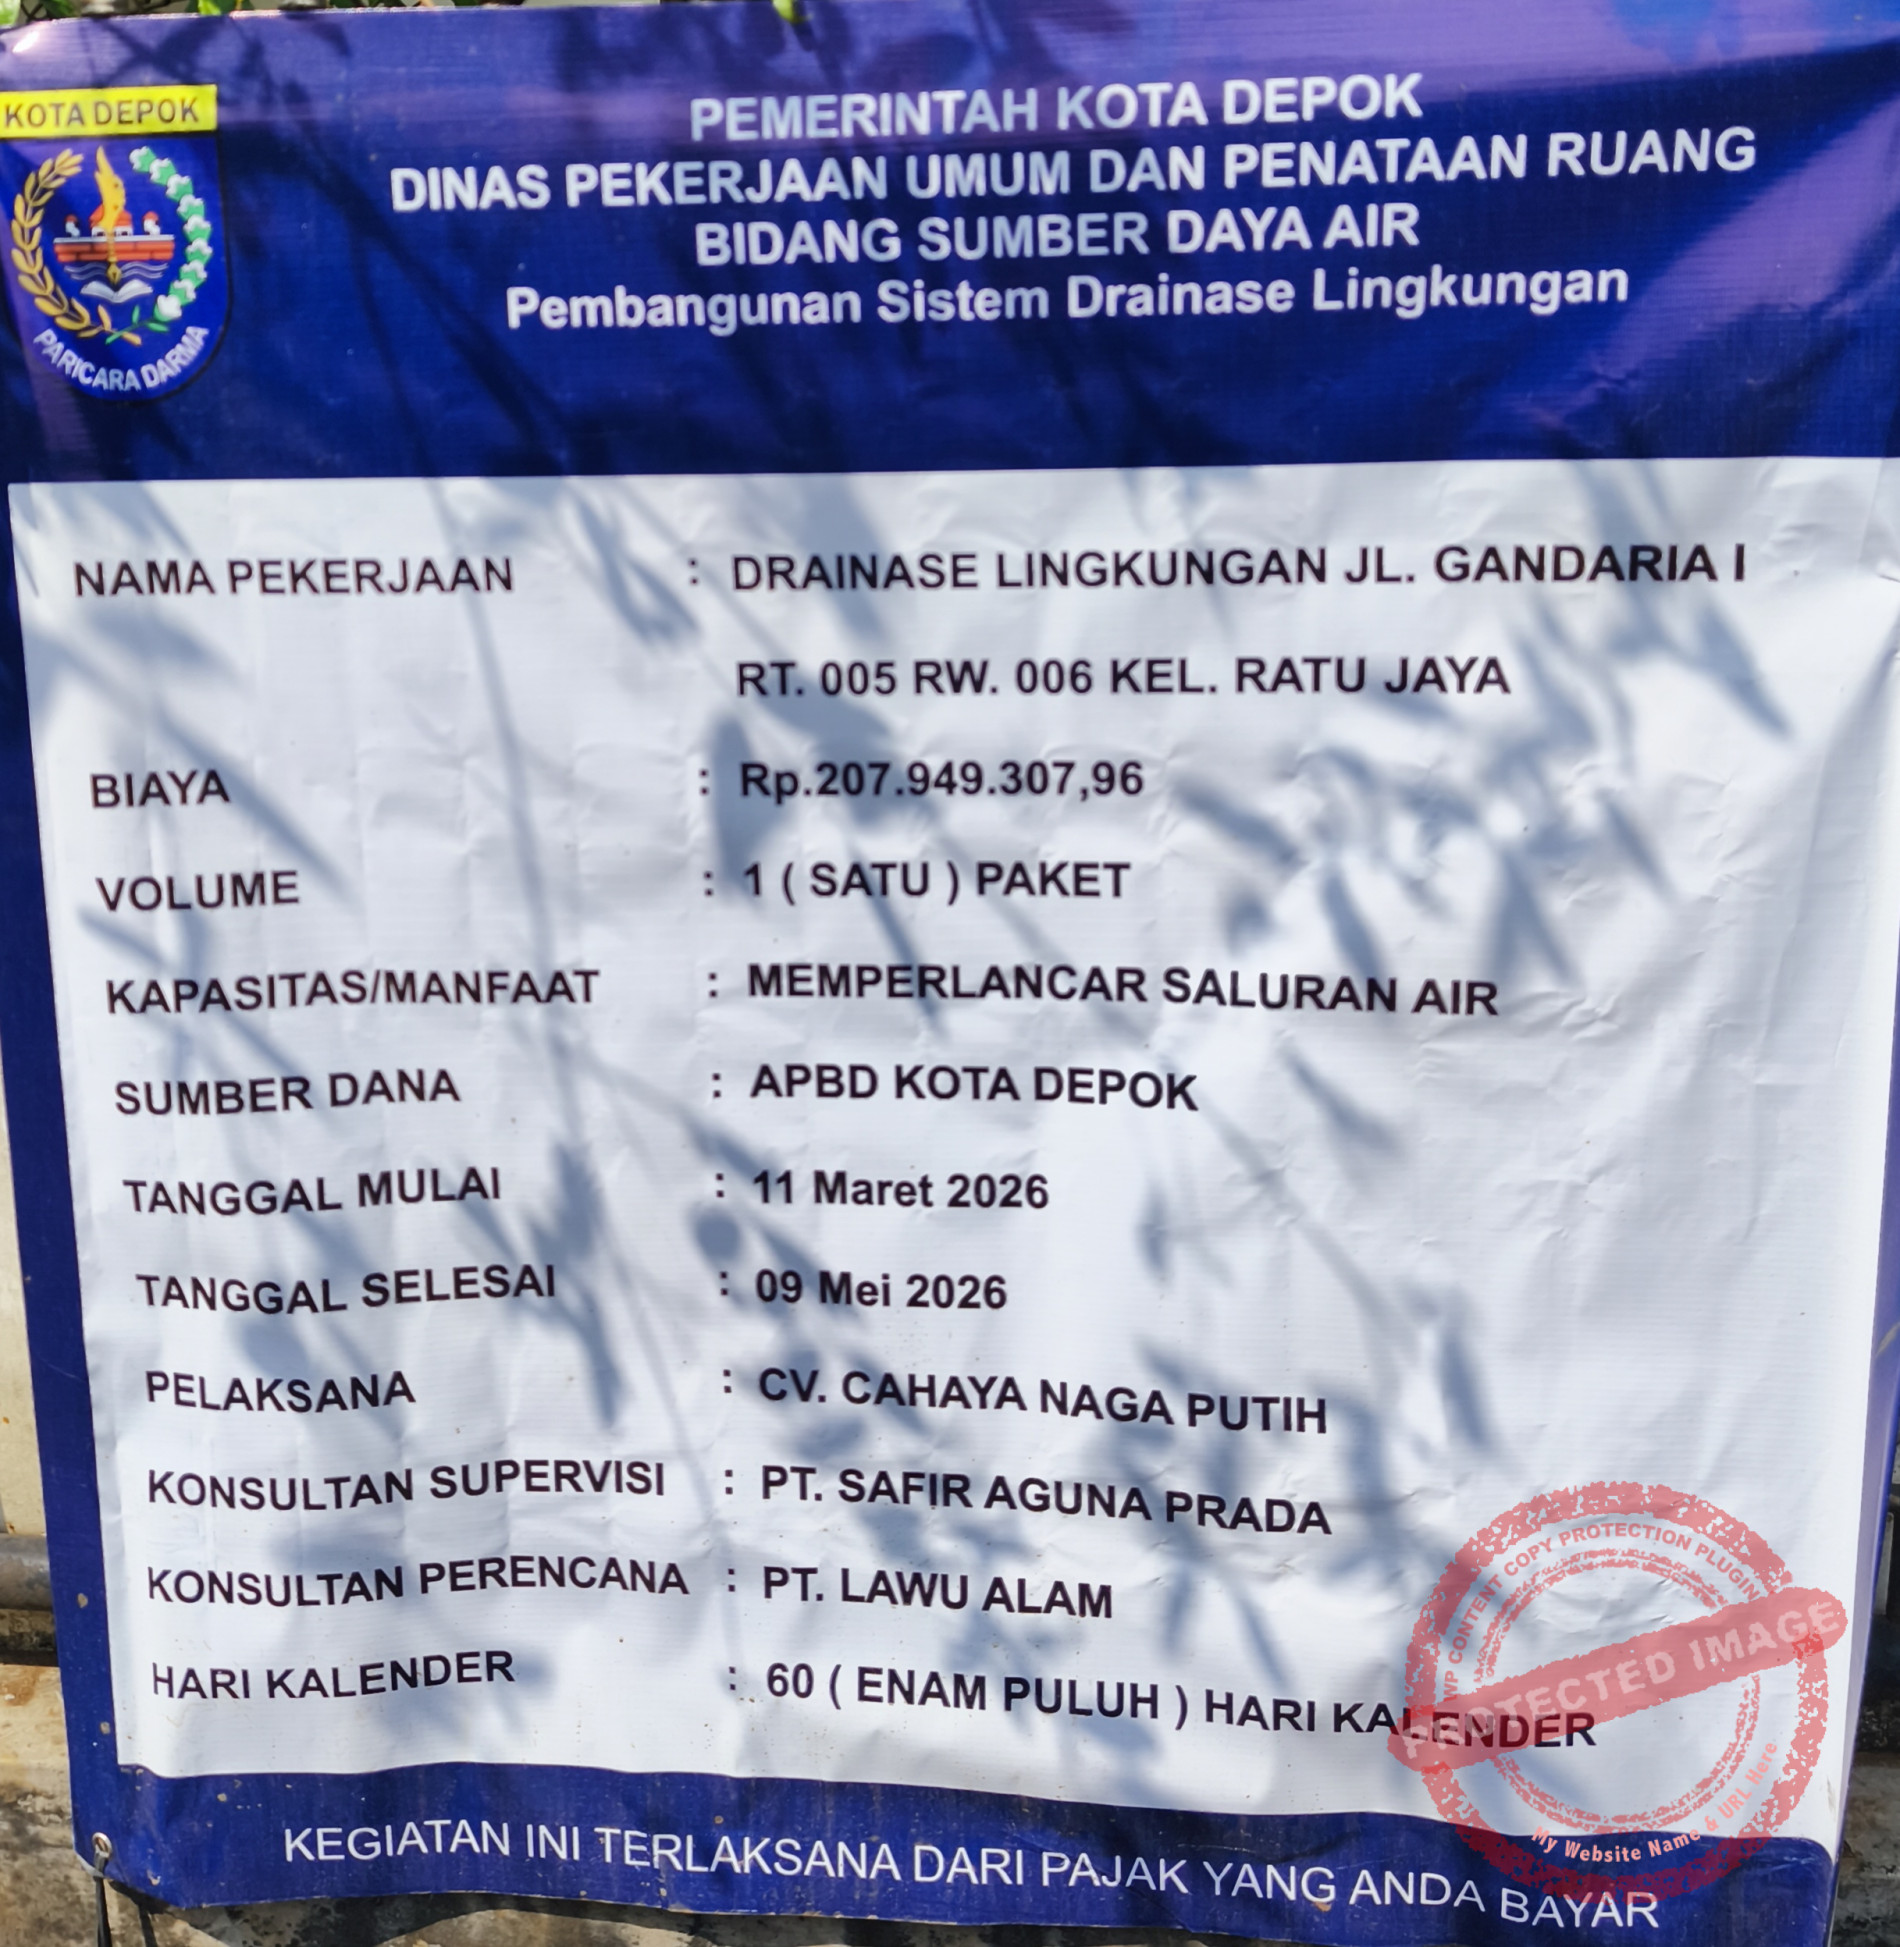 KOTA DEPOK
PARICARA DARMA
PEMERINTAH KOTA DEPOK
DINAS PEKERJAAN UMUM DAN PENATAAN RUANG
BIDANG SUMBER DAYA AIR
Pembangunan Sistem Drainase Lingkungan
NAMA PEKERJAAN : DRAINASE LINGKUNGAN JL. GANDARIA I
RT. 005 RW. 006 KEL. RATU JAYA
BIAYA : Rp.207.949.307,96
VOLUME : 1 ( SATU ) PAKET
KAPASITAS/MANFAAT : MEMPERLANCAR SALURAN AIR
SUMBER DANA : APBD KOTA DEPOK
TANGGAL MULAI : 11 Maret 2026
TANGGAL SELESAI : 09 Mei 2026
PELAKSANA : CV. CAHAYA NAGA PUTIH
KONSULTAN SUPERVISI : PT. SAFIR AGUNA PRADA
KONSULTAN PERENCANA : PT. LAWU ALAM
HARI KALENDER : 60 ( ENAM PULUH ) HARI KALENDER
KEGIATAN INI TERLAKSANA DARI PAJAK YANG ANDA BAYAR
WP CONTENT COPY PROTECTION PLUGIN
PROTECTED IMAGE
My Website Name & URL Here